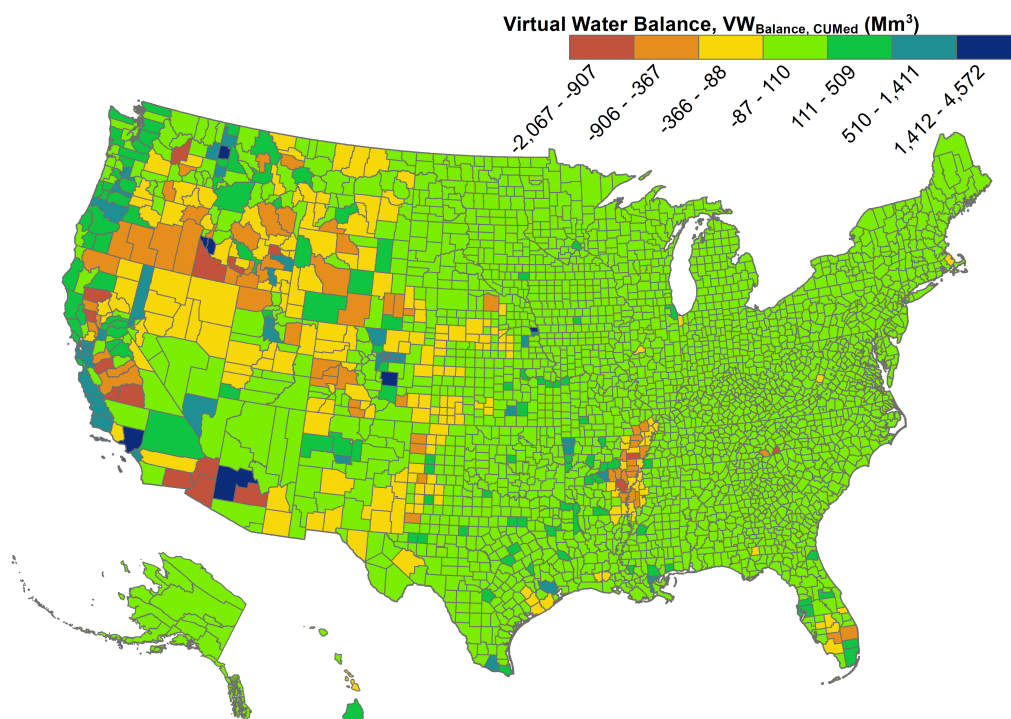 Virtual Water Balance, VWBalance, CUMed (Mm³)
-2,067 - -907
-906 - -367
-366 - -88
-87 - 110
111 - 509
510 - 1,411
1,412 - 4,572